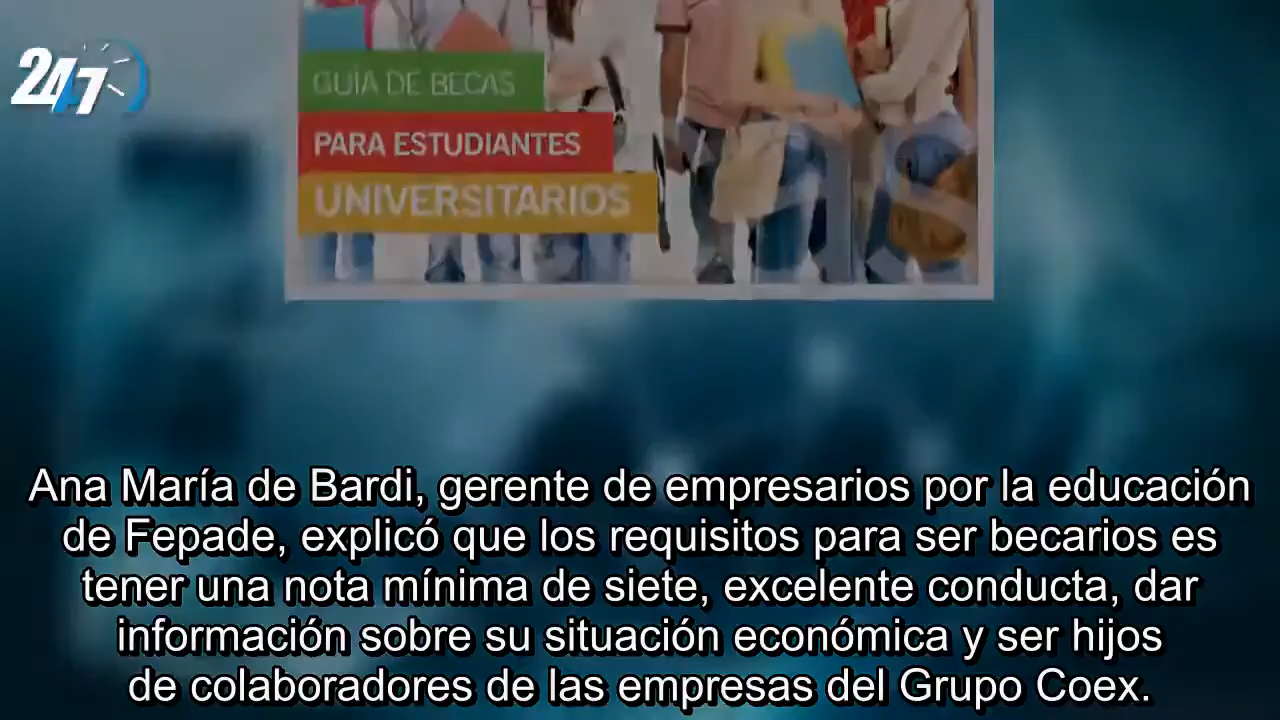 24/7
GUÍA DE BECAS
PARA ESTUDIANTES
UNIVERSITARIOS
Ana María de Bardi, gerente de empresarios por la educación
de Fepade, explicó que los requisitos para ser becarios es
tener una nota mínima de siete, excelente conducta, dar
información sobre su situación económica y ser hijos
de colaboradores de las empresas del Grupo Coex.